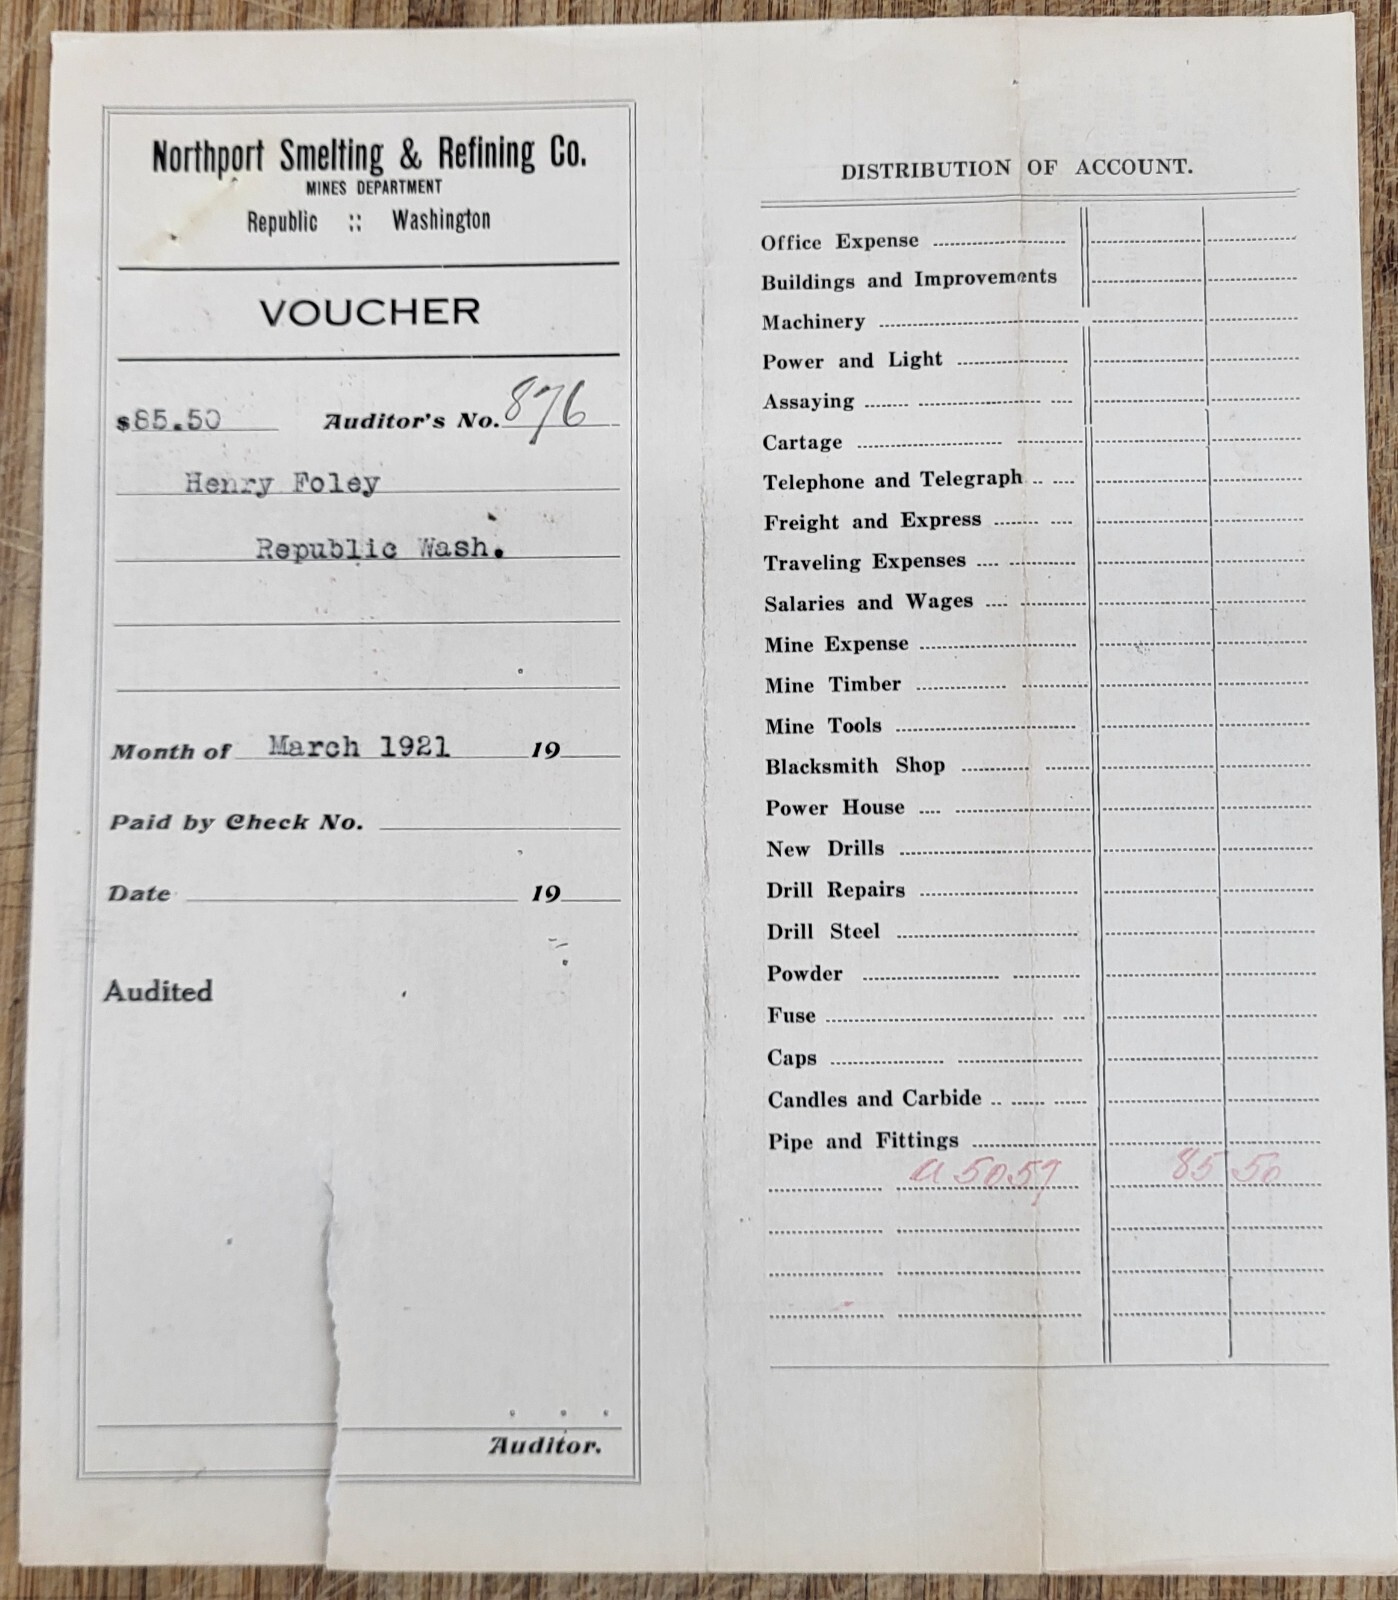 Northport Smelting & Refining Co.
MINES DEPARTMENT
Republic :: Washington
VOUCHER
$85.50 Auditor's No. 876
Henry Foley
Republic Wash.
Month of March 1921 19
Paid by Check No.
Date 19
Audited
Auditor.
DISTRIBUTION OF ACCOUNT.
Office Expense
Buildings and Improvements
Machinery
Power and Light
Assaying
Cartage
Telephone and Telegraph
Freight and Express
Traveling Expenses
Salaries and Wages
Mine Expense
Mine Timber
Mine Tools
Blacksmith Shop
Power House
New Drills
Drill Repairs
Drill Steel
Powder
Fuse
Caps
Candles and Carbide
Pipe and Fittings
a 5057 85 50